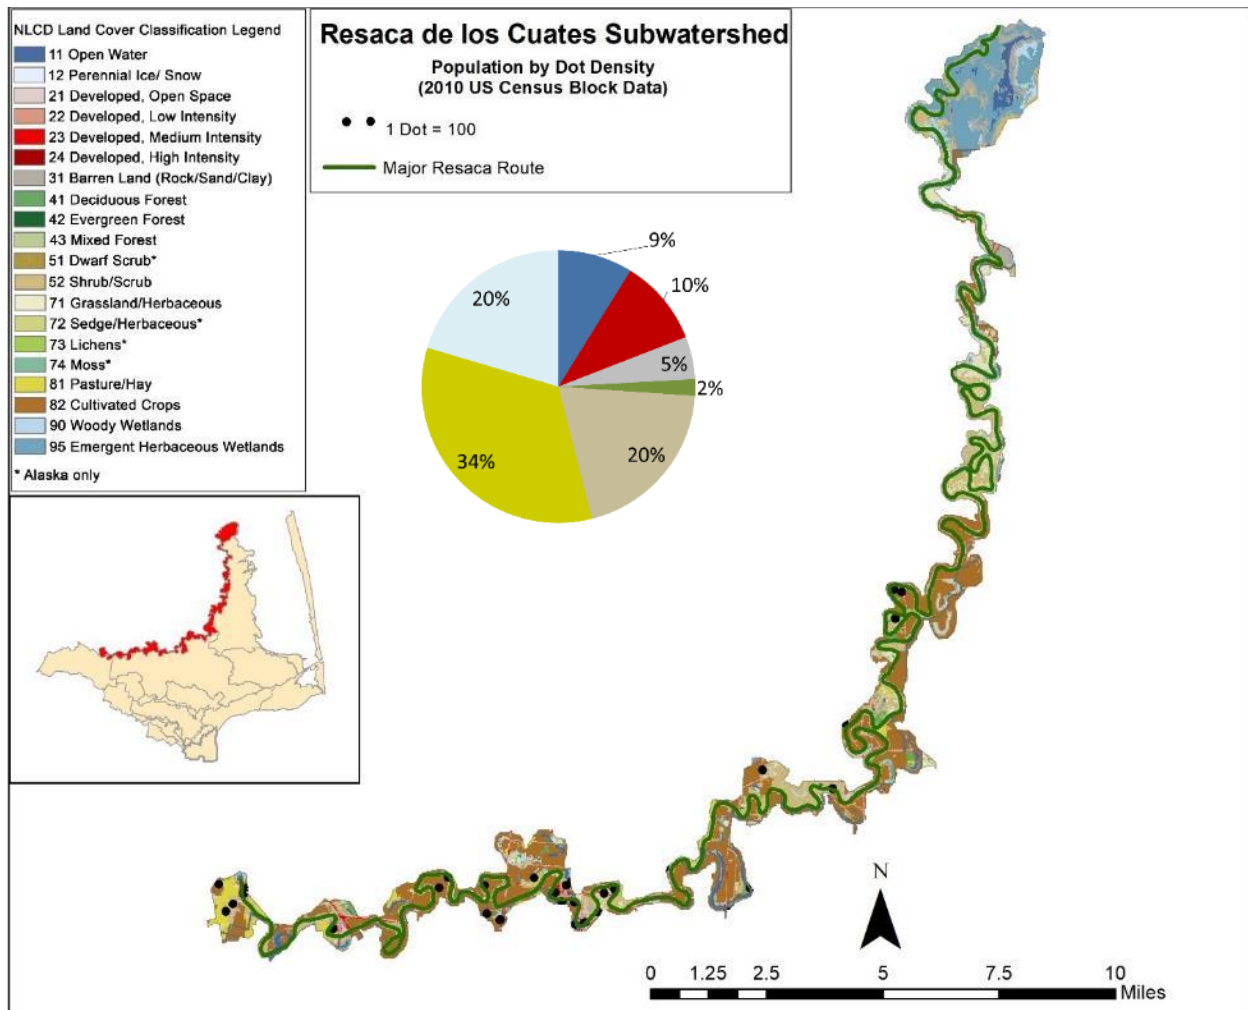 NLCD Land Cover Classification Legend
11 Open Water
12 Perennial Ice/ Snow
21 Developed, Open Space
22 Developed, Low Intensity
23 Developed, Medium Intensity
24 Developed, High Intensity
31 Barren Land (Rock/Sand/Clay)
41 Deciduous Forest
42 Evergreen Forest
43 Mixed Forest
51 Dwarf Scrub*
52 Shrub/Scrub
71 Grassland/Herbaceous
72 Sedge/Herbaceous*
73 Lichens*
74 Moss*
81 Pasture/Hay
82 Cultivated Crops
90 Woody Wetlands
95 Emergent Herbaceous Wetlands
* Alaska only
Resaca de los Cuates Subwatershed
Population by Dot Density
(2010 US Census Block Data)
1 Dot = 100
Major Resaca Route
9%
10%
5%
2%
20%
34%
20%
N
0 1.25 2.5 5 7.5 10
Miles